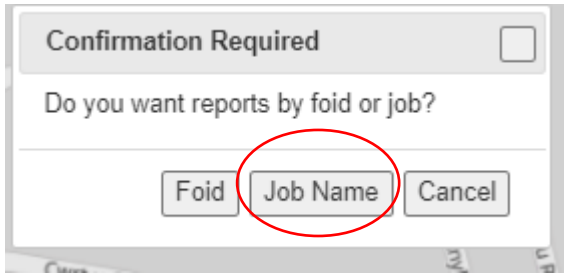 Confirmation Required
Do you want reports by foid or job?
Foid Job Name Cancel